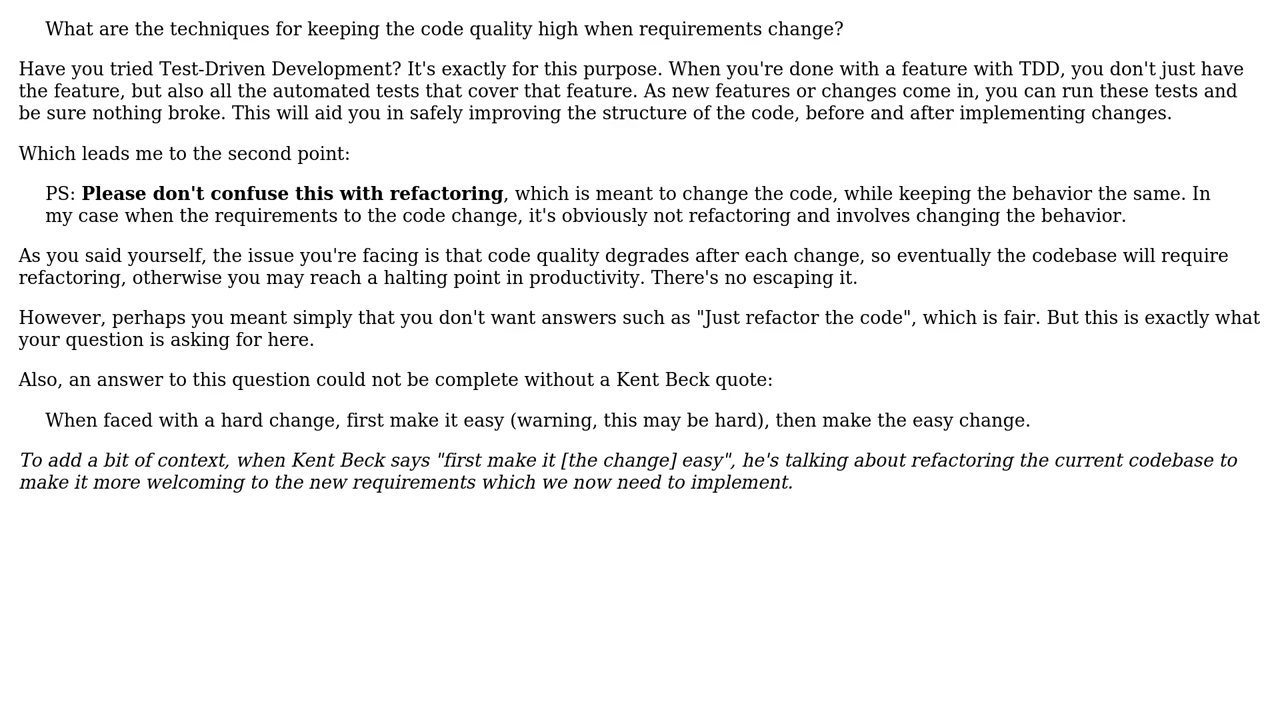 What are the techniques for keeping the code quality high when requirements change?
Have you tried Test-Driven Development? It's exactly for this purpose. When you're done with a feature with TDD, you don't just have
the feature, but also all the automated tests that cover that feature. As new features or changes come in, you can run these tests and
be sure nothing broke. This will aid you in safely improving the structure of the code, before and after implementing changes.
Which leads me to the second point:
PS: Please don't confuse this with refactoring, which is meant to change the code, while keeping the behavior the same. In
my case when the requirements to the code change, it's obviously not refactoring and involves changing the behavior.
As you said yourself, the issue you're facing is that code quality degrades after each change, so eventually the codebase will require
refactoring, otherwise you may reach a halting point in productivity. There's no escaping it.
However, perhaps you meant simply that you don't want answers such as "Just refactor the code", which is fair. But this is exactly what
your question is asking for here.
Also, an answer to this question could not be complete without a Kent Beck quote:
When faced with a hard change, first make it easy (warning, this may be hard), then make the easy change.
To add a bit of context, when Kent Beck says "first make it [the change] easy", he's talking about refactoring the current codebase to
make it more welcoming to the new requirements which we now need to implement.